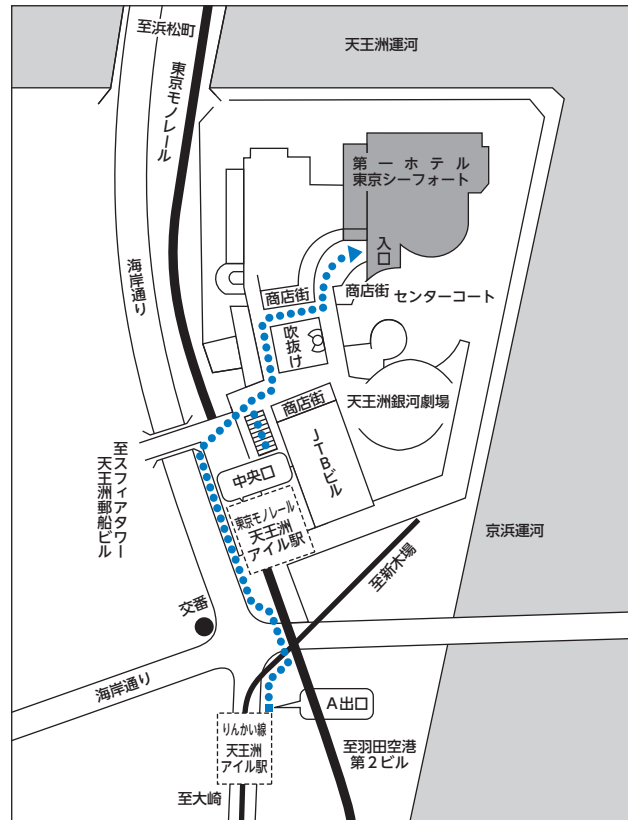 至浜松町
天王洲運河
東京モノレール
第一ホテル
東京シーフォート
入口
海岸通り
商店街
商店街
センターコート
吹抜け
商店街
天王洲銀河劇場
至スフィアタワー
天王洲郵船ビル
JTBビル
中央口
東京モノレール
天王洲
アイル駅
京浜運河
至新木場
交番
海岸通り
A出口
りんかい線
天王洲
アイル駅
至羽田空港
第2ビル
至大崎